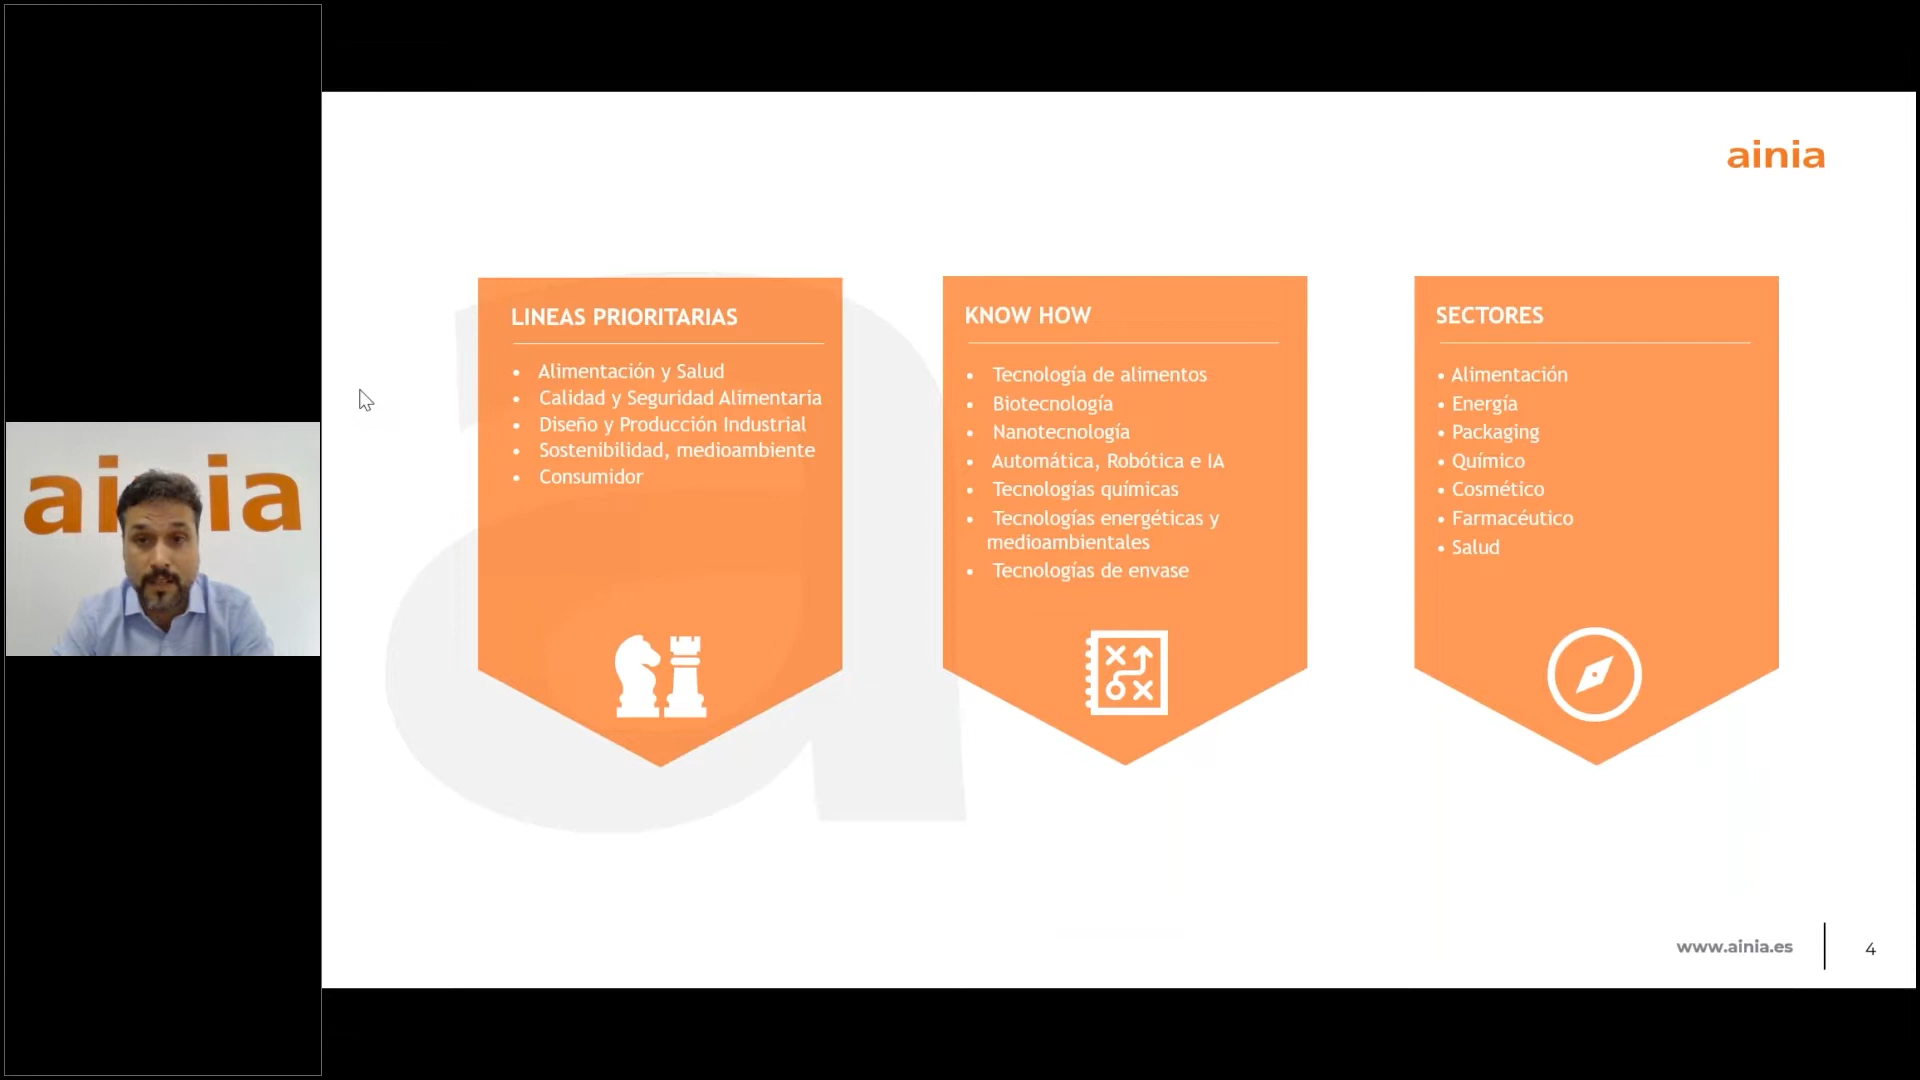 ainia
ainia
LINEAS PRIORITARIAS
• Alimentación y Salud
• Calidad y Seguridad Alimentaria
• Diseño y Producción Industrial
• Sostenibilidad, medioambiente
• Consumidor
KNOW HOW
• Tecnología de alimentos
• Biotecnología
• Nanotecnología
• Automática, Robótica e IA
• Tecnologías químicas
• Tecnologías energéticas y
medioambientales
• Tecnologías de envase
SECTORES
• Alimentación
• Energía
• Packaging
• Químico
• Cosmético
• Farmacéutico
• Salud
www.ainia.es
4